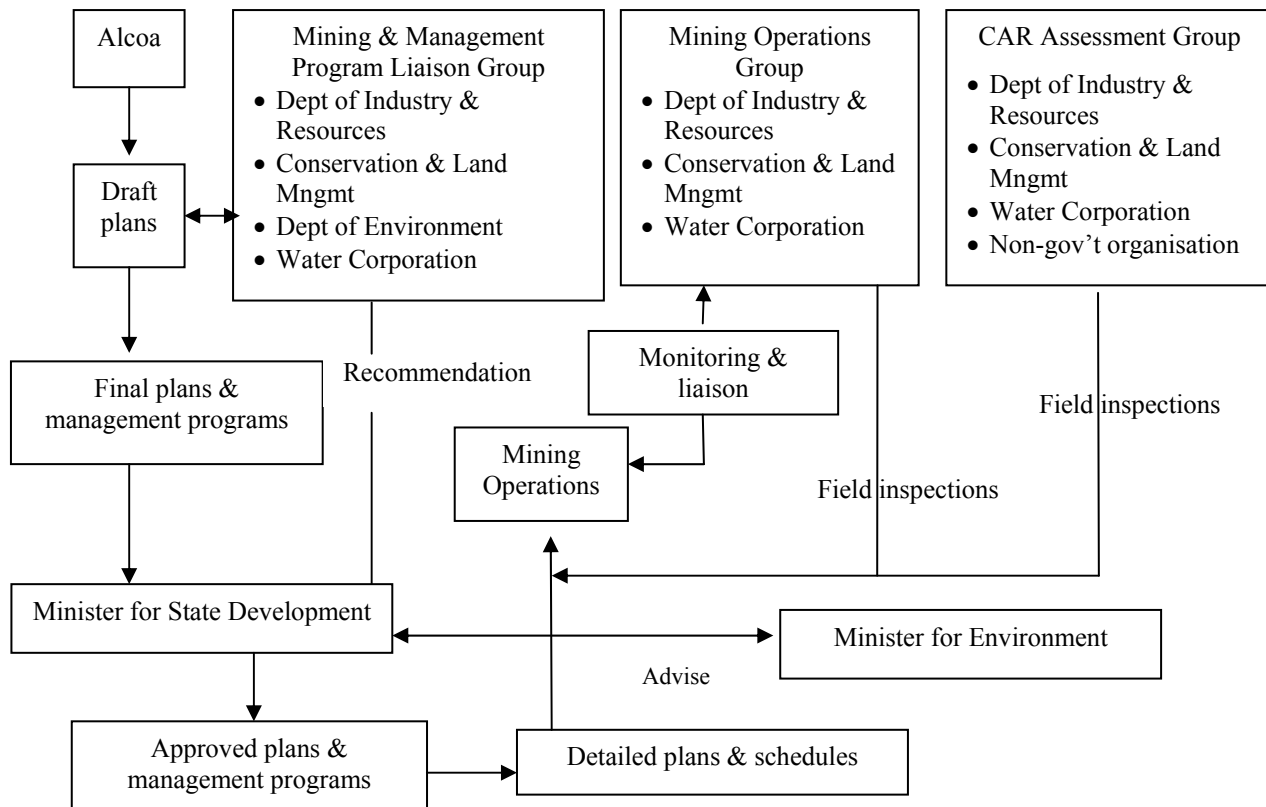 Alcoa
Mining & Management
Program Liaison Group
• Dept of Industry &
Resources
• Conservation & Land
Mngmt
• Dept of Environment
• Water Corporation
Mining Operations
Group
• Dept of Industry &
Resources
• Conservation & Land
Mngmt
• Water Corporation
CAR Assessment Group
• Dept of Industry &
Resources
• Conservation & Land
Mngmt
• Water Corporation
• Non-gov’t organisation
Draft
plans
Monitoring &
liaison
Recommendation
Final plans &
management programs
Field inspections
Mining
Operations
Field inspections
Minister for State Development
Minister for Environment
Advise
Approved plans &
management programs
Detailed plans & schedules